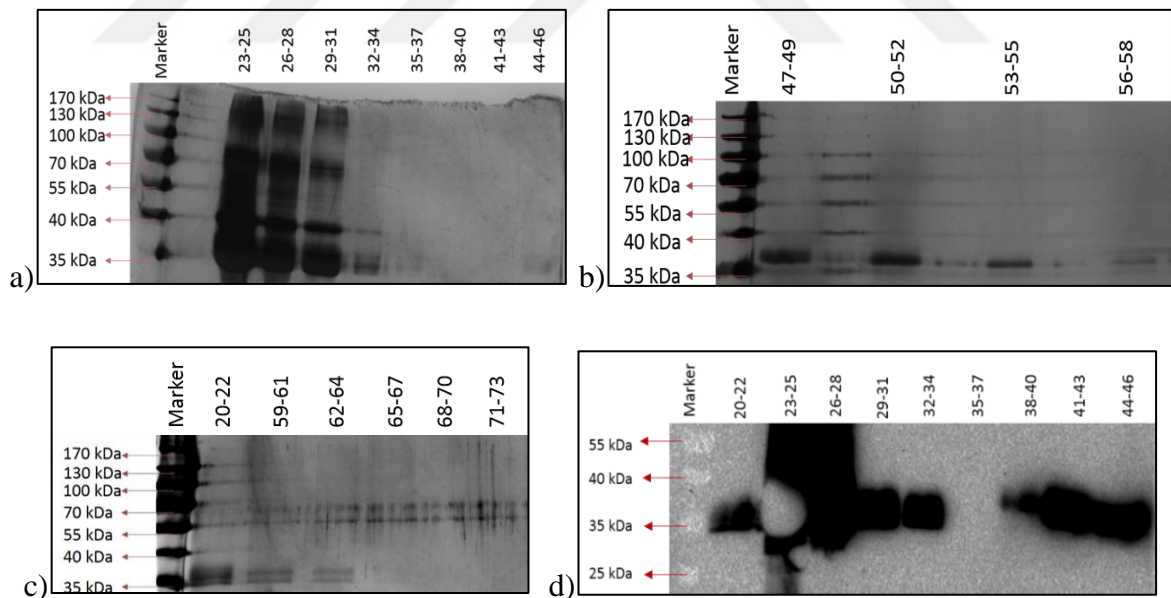 Marker 23-25 26-28 29-31 32-34 35-37 38-40 41-43 44-46
170 kDa
130 kDa
100 kDa
70 kDa
55 kDa
40 kDa
35 kDa
a)
Marker 47-49 50-52 53-55 56-58
170 kDa
130 kDa
100 kDa
70 kDa
55 kDa
40 kDa
35 kDa
b)
Marker 20-22 59-61 62-64 65-67 68-70 71-73
170 kDa
130 kDa
100 kDa
70 kDa
55 kDa
40 kDa
35 kDa
c)
Marker 20-22 23-25 26-28 29-31 32-34 35-37 38-40 41-43 44-46
55 kDa
40 kDa
35 kDa
25 kDa
d)